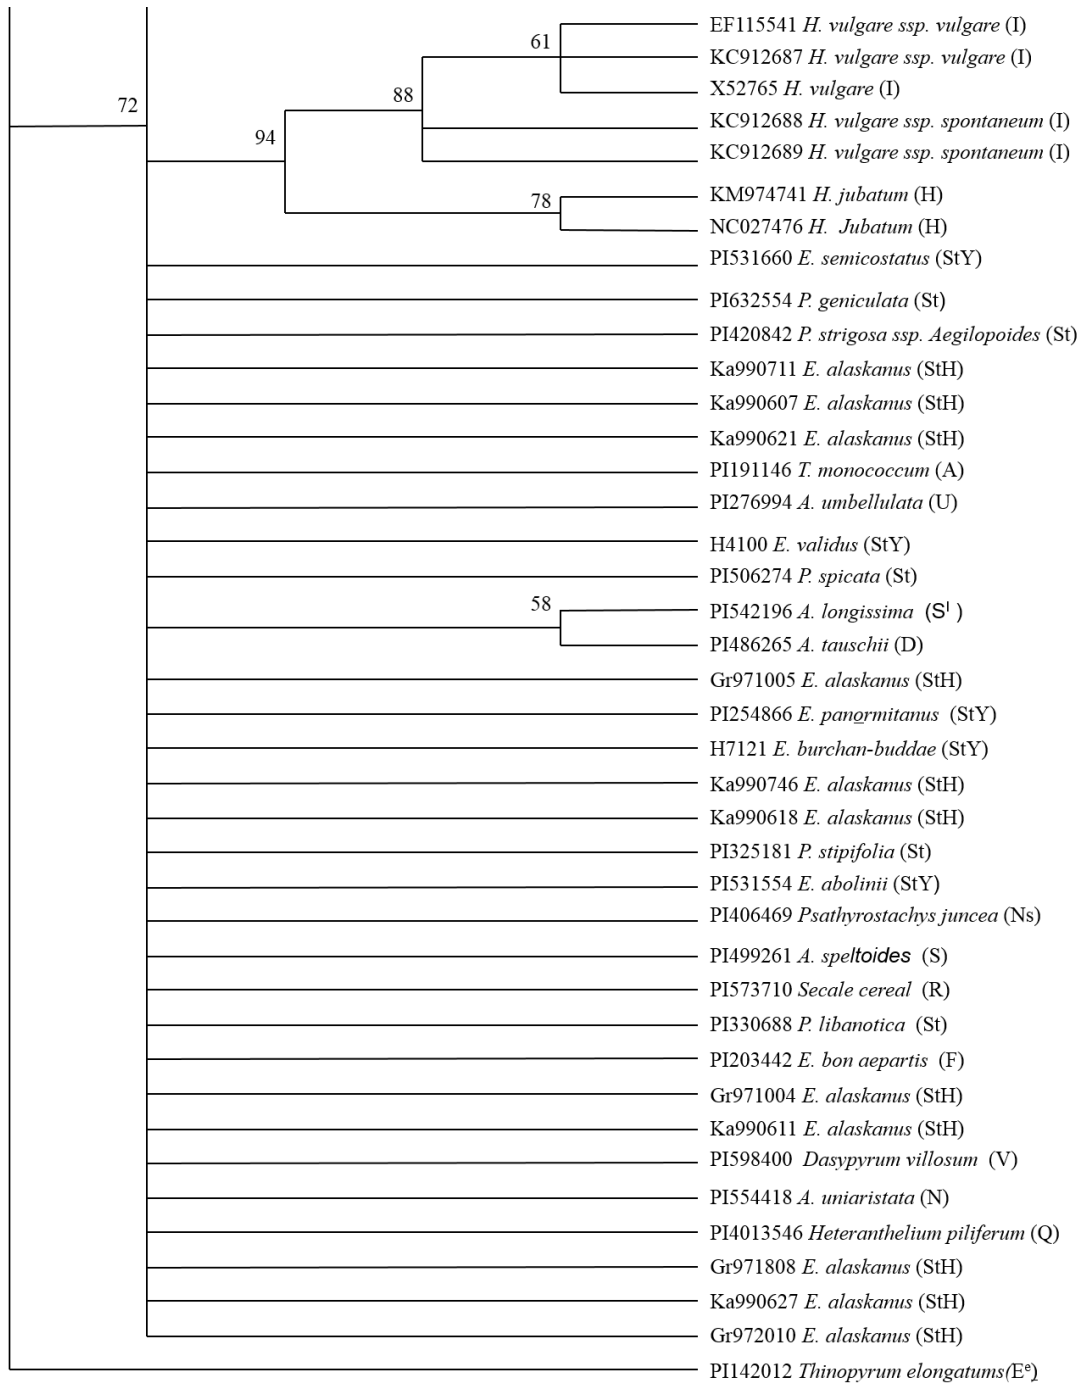 EF115541 H. vulgare ssp. vulgare (I)
61
KC912687 H. vulgare ssp. vulgare (I)
X52765 H. vulgare (I)
88
72
KC912688 H. vulgare ssp. spontaneum (I)
94
KC912689 H. vulgare ssp. spontaneum (I)
KM974741 H. jubatum (H)
78
NC027476 H. Jubatum (H)
PI531660 E. semicostatus (StY)
PI632554 P. geniculata (St)
PI420842 P. strigosa ssp. Aegilopoides (St)
Ka990711 E. alaskanus (StH)
Ka990607 E. alaskanus (StH)
Ka990621 E. alaskanus (StH)
PI191146 T. monococcum (A)
PI276994 A. umbellulata (U)
H4100 E. validus (StY)
PI506274 P. spicata (St)
58
PI542196 A. longissima (Sˡ )
PI486265 A. tauschii (D)
Gr971005 E. alaskanus (StH)
PI254866 E. panormitanus (StY)
H7121 E. burchan-buddae (StY)
Ka990746 E. alaskanus (StH)
Ka990618 E. alaskanus (StH)
PI325181 P. stipifolia (St)
PI531554 E. abolinii (StY)
PI406469 Psathyrostachys juncea (Ns)
PI499261 A. speltoides (S)
PI573710 Secale cereal (R)
PI330688 P. libanotica (St)
PI203442 E. bon aepartis (F)
Gr971004 E. alaskanus (StH)
Ka990611 E. alaskanus (StH)
PI598400 Dasypyrum villosum (V)
PI554418 A. uniaristata (N)
PI4013546 Heteranthelium piliferum (Q)
Gr971808 E. alaskanus (StH)
Ka990627 E. alaskanus (StH)
Gr972010 E. alaskanus (StH)
PI142012 Thinopyrum elongatums(Eᵉ)